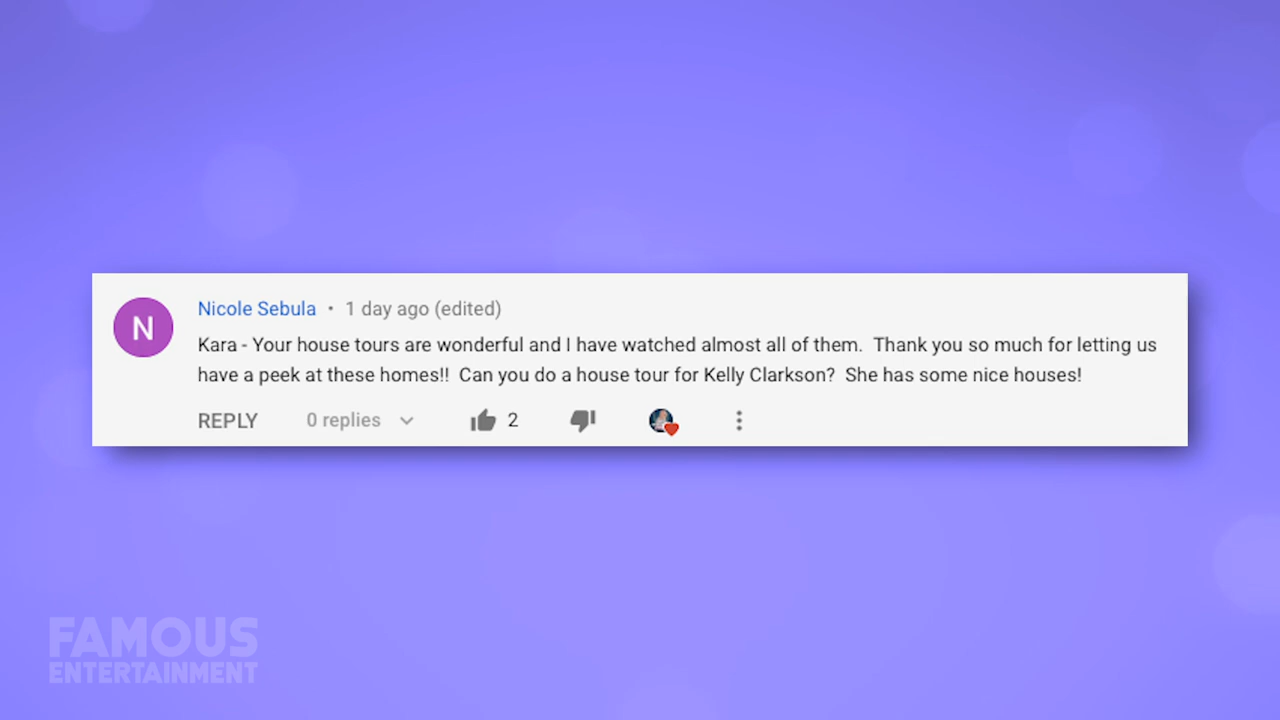 N
Nicole Sebula • 1 day ago (edited)
Kara - Your house tours are wonderful and I have watched almost all of them.  Thank you so much for letting us
have a peek at these homes!!  Can you do a house tour for Kelly Clarkson?  She has some nice houses!
REPLY 0 replies 2
FAMOUS
ENTERTAINMENT